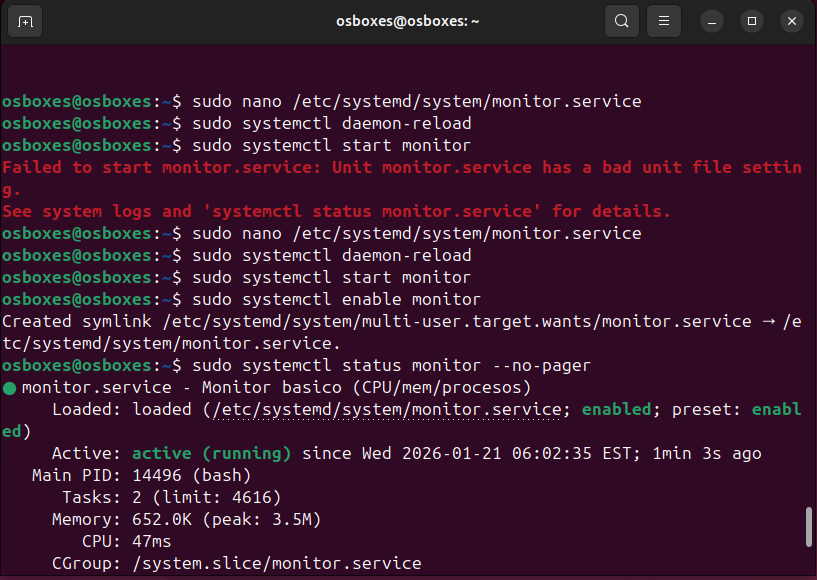 osboxes@osboxes: ~
osboxes@osboxes:~$ sudo nano /etc/systemd/system/monitor.service
osboxes@osboxes:~$ sudo systemctl daemon-reload
osboxes@osboxes:~$ sudo systemctl start monitor
Failed to start monitor.service: Unit monitor.service has a bad unit file settin
g.
See system logs and 'systemctl status monitor.service' for details.
osboxes@osboxes:~$ sudo nano /etc/systemd/system/monitor.service
osboxes@osboxes:~$ sudo systemctl daemon-reload
osboxes@osboxes:~$ sudo systemctl start monitor
osboxes@osboxes:~$ sudo systemctl enable monitor
Created symlink /etc/systemd/system/multi-user.target.wants/monitor.service → /e
tc/systemd/system/monitor.service.
osboxes@osboxes:~$ sudo systemctl status monitor --no-pager
● monitor.service - Monitor basico (CPU/mem/procesos)
     Loaded: loaded (/etc/systemd/system/monitor.service; enabled; preset: enabl
ed)
     Active: active (running) since Wed 2026-01-21 06:02:35 EST; 1min 3s ago
   Main PID: 14496 (bash)
      Tasks: 2 (limit: 4616)
     Memory: 652.0K (peak: 3.5M)
        CPU: 47ms
     CGroup: /system.slice/monitor.service